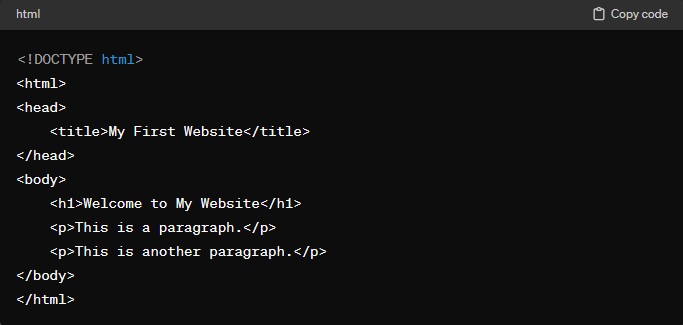 html Copy code
<!DOCTYPE html>
<html>
<head>
    <title>My First Website</title>
</head>
<body>
    <h1>Welcome to My Website</h1>
    <p>This is a paragraph.</p>
    <p>This is another paragraph.</p>
</body>
</html>